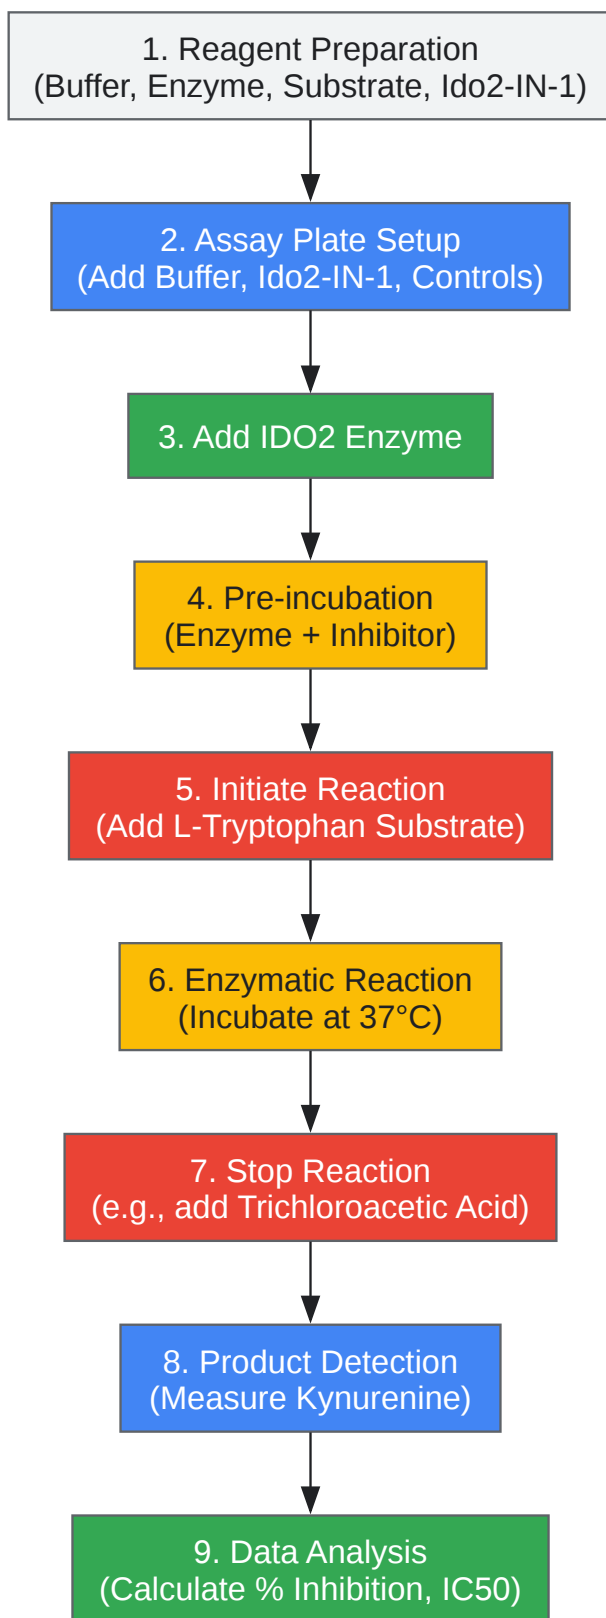 1. Reagent Preparation
(Buffer, Enzyme, Substrate, Ido2-IN-1)
2. Assay Plate Setup
(Add Buffer, Ido2-IN-1, Controls)
3. Add IDO2 Enzyme
4. Pre-incubation
(Enzyme + Inhibitor)
5. Initiate Reaction
(Add L-Tryptophan Substrate)
6. Enzymatic Reaction
(Incubate at 37°C)
7. Stop Reaction
(e.g., add Trichloroacetic Acid)
8. Product Detection
(Measure Kynurenine)
9. Data Analysis
(Calculate % Inhibition, IC50)